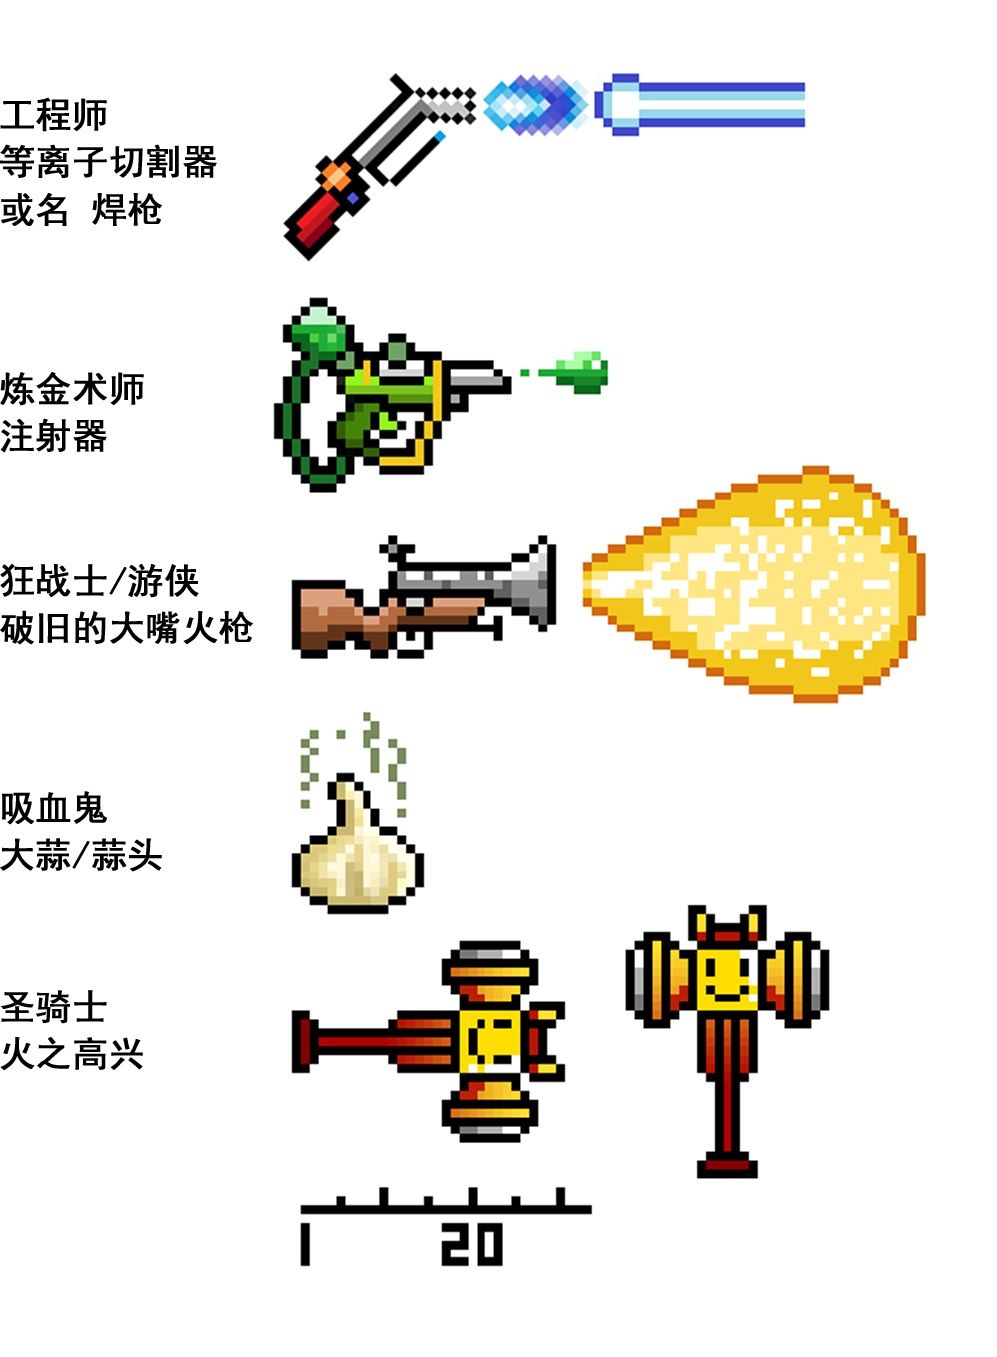 工程师
等离子切割器
或名 焊枪
炼金术师
注射器
狂战士/游侠
破旧的大嘴火枪
吸血鬼
大蒜/蒜头
圣骑士
火之高兴
1 20